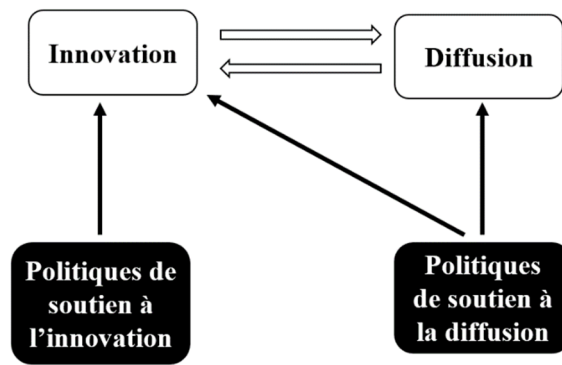 Innovation
Diffusion
Politiques de
soutien à
l’innovation
Politiques
de soutien à
la diffusion